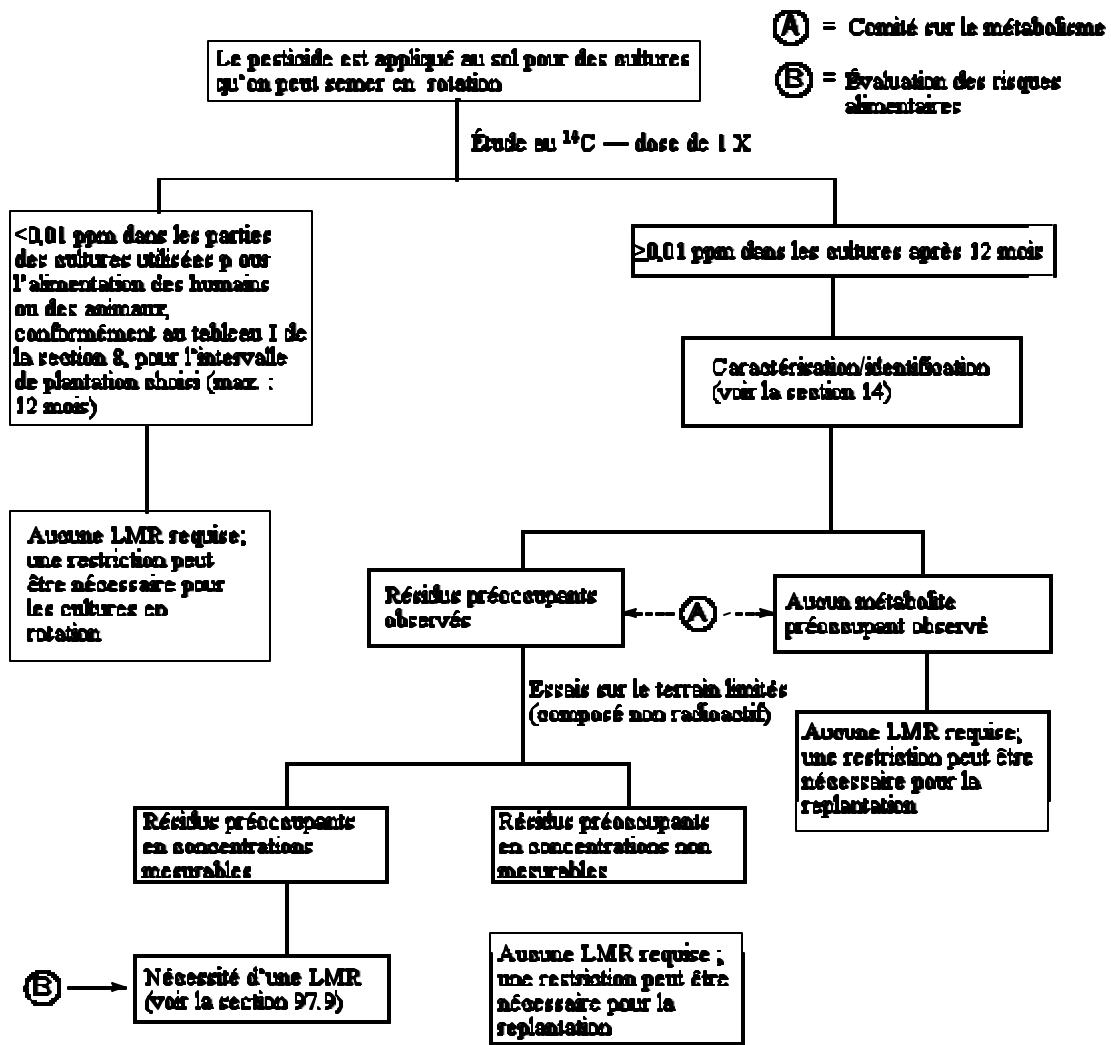 A = Comité sur le métabolisme
B = Évaluation des risques
alimentaires
Le pesticide est appliqué au sol pour des cultures
qu'on peut semer en rotation
Étude au ¹⁴C — dose de 1 X
<0,01 ppm dans les parties
des cultures utilisées p our
l'alimentation des humains
ou des animaux,
conformément au tableau I de
la section 8, pour l'intervalle
de plantation choisi (max. :
12 mois)
≥0,01 ppm dans les cultures après 12 mois
Caractérisation/identification
(voir la section 14)
Aucune LMR requise;
une restriction peut
être nécessaire pour
les cultures en
rotation
Résidus préoccupants
observés
A
Aucun métabolite
préoccupant observé
Essais sur le terrain limités
(composé non radioactif)
Aucune LMR requise;
une restriction peut être
nécessaire pour la
replantation
Résidus préoccupants
en concentrations
mesurables
Résidus préoccupants
en concentrations non
mesurables
B
Nécessité d'une LMR
(voir la section 97.9)
Aucune LMR requise ;
une restriction peut être
nécessaire pour la
replantation